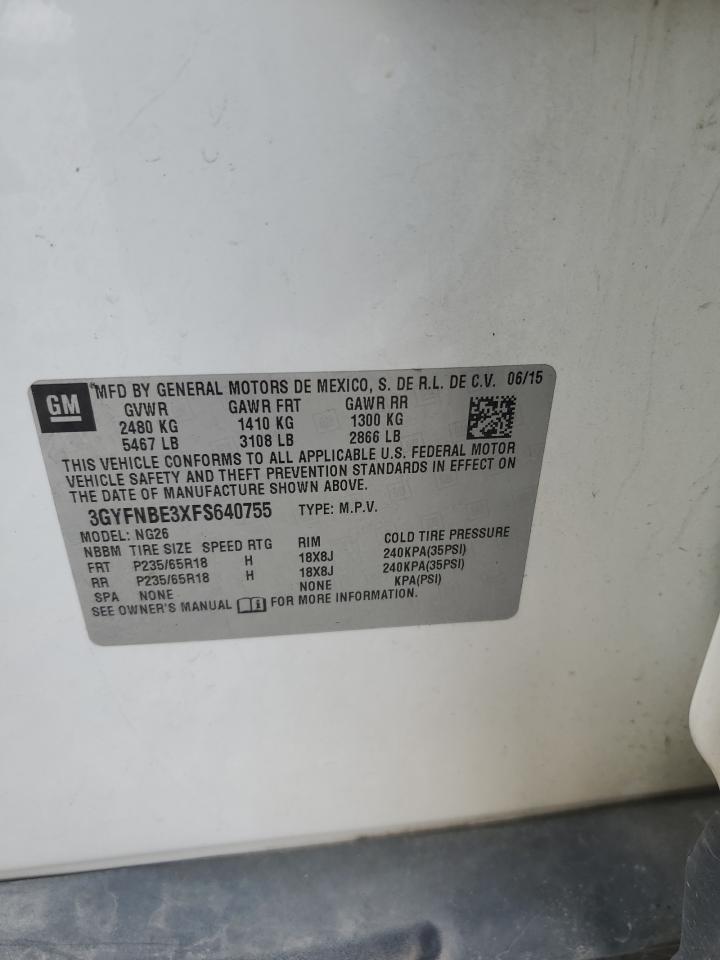 GM
MFD BY GENERAL MOTORS DE MEXICO, S. DE R.L. DE C.V. 06/15
GVWR GAWR FRT GAWR RR
2480 KG 1410 KG 1300 KG
5467 LB 3108 LB 2866 LB
THIS VEHICLE CONFORMS TO ALL APPLICABLE U.S. FEDERAL MOTOR
VEHICLE SAFETY AND THEFT PREVENTION STANDARDS IN EFFECT ON
THE DATE OF MANUFACTURE SHOWN ABOVE.
3GYFNBE3XFS640755 TYPE: M.P.V.
MODEL: NG26
NBBM TIRE SIZE SPEED RTG RIM COLD TIRE PRESSURE
FRT P235/65R18 H 18X8J 240KPA(35PSI)
RR P235/65R18 H 18X8J 240KPA(35PSI)
SPA NONE NONE KPA(PSI)
SEE OWNER'S MANUAL FOR MORE INFORMATION.